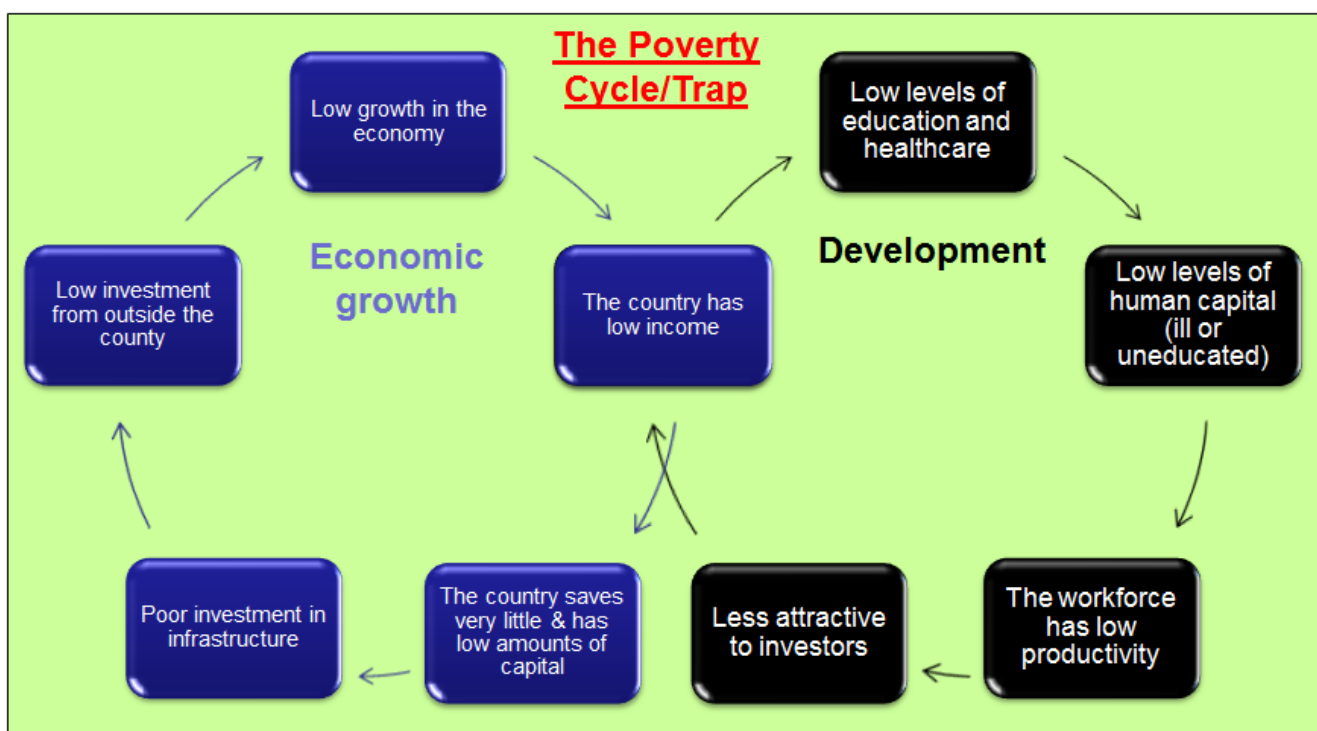 The Poverty
Cycle/Trap
Low growth in the
economy
Low levels of
education and
healthcare
Economic
growth
Development
Low investment
from outside the
county
The country has
low income
Low levels of
human capital
(ill or
uneducated)
Poor investment in
infrastructure
The country saves
very little & has
low amounts of
capital
Less attractive
to investors
The workforce
has low
productivity